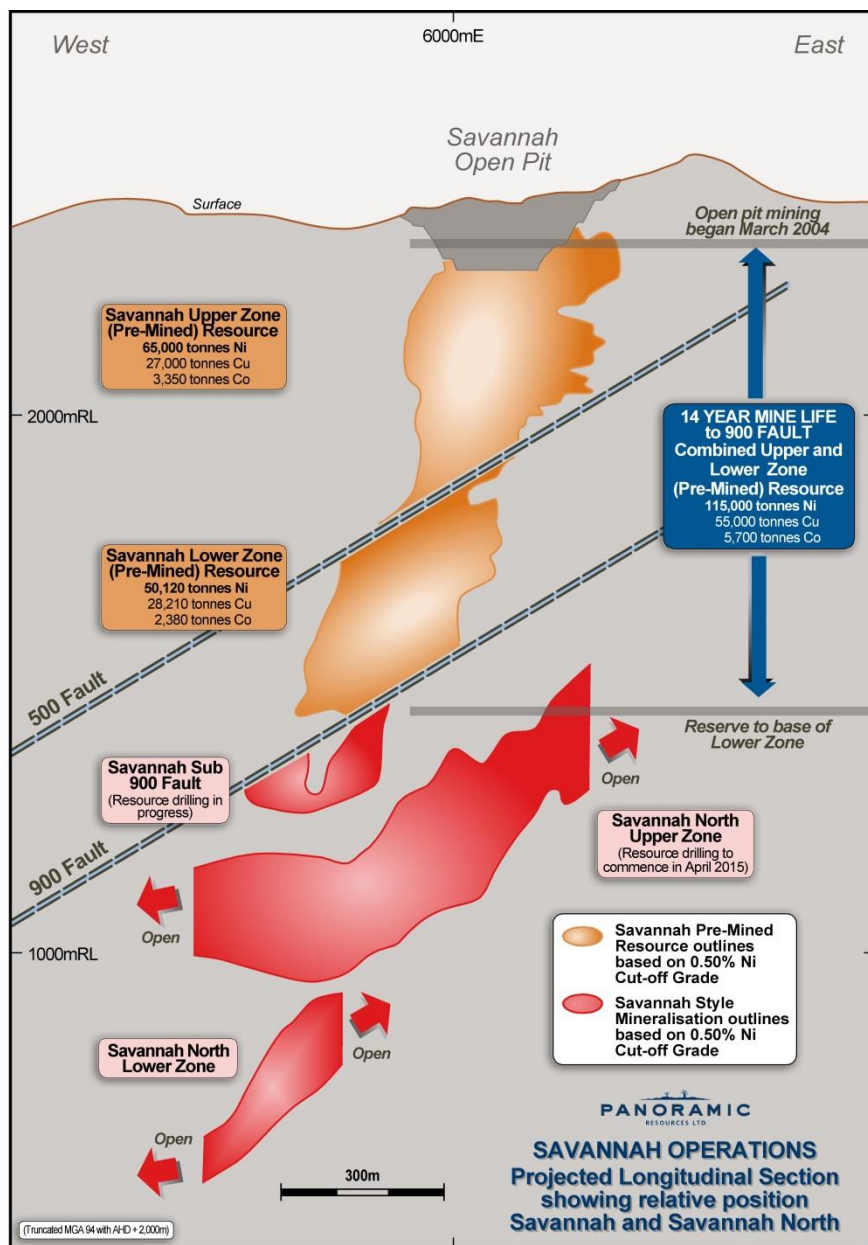 West
6000mE
East
Savannah
Open Pit
Surface
Open pit mining
began March 2004
Savannah Upper Zone
(Pre-Mined) Resource
65,000 tonnes Ni
27,000 tonnes Cu
3,350 tonnes Co
2000mRL
14 YEAR MINE LIFE
to 900 FAULT
Combined Upper and
Lower Zone
(Pre-Mined) Resource
115,000 tonnes Ni
55,000 tonnes Cu
5,700 tonnes Co
Savannah Lower Zone
(Pre-Mined) Resource
50,120 tonnes Ni
28,210 tonnes Cu
2,380 tonnes Co
500 Fault
Reserve to base of
Lower Zone
Savannah Sub
900 Fault
(Resource drilling in
progress)
Open
Savannah North
Upper Zone
(Resource drilling to
commence in April 2015)
900 Fault
Open
1000mRL
Savannah Pre-Mined
Resource outlines
based on 0.50% Ni
Cut-off Grade
Savannah Style
Mineralisation outlines
based on 0.50% Ni
Cut-off Grade
Savannah North
Lower Zone
Open
Open
300m
PANORAMIC
RESOURCES LTD
SAVANNAH OPERATIONS
Projected Longitudinal Section
showing relative position
Savannah and Savannah North
(Truncated MGA 94 with AHD + 2,000m)